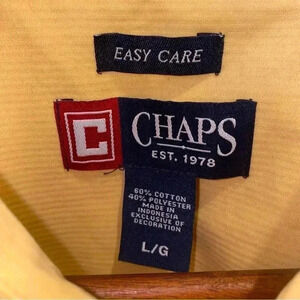 EASY CARE
C CHAPS
EST. 1978
60% COTTON
40% POLYESTER
MADE IN
INDONESIA
EXCLUSIVE OF
DECORATION
L/G